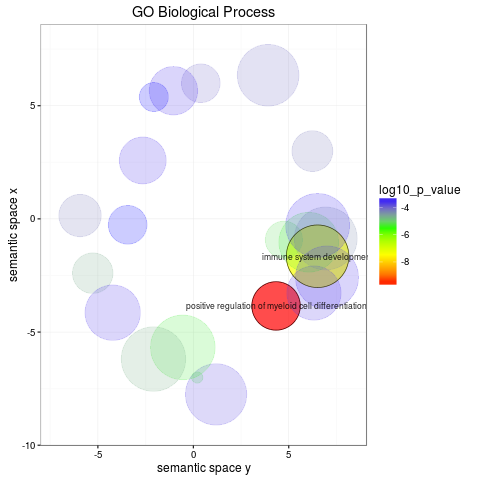 GO Biological Process
5
0
-5
-10
-5
0
5
semantic space x
semantic space y
immune system developmen
positive regulation of myeloid cell differentiation
log10_p_value
-4
-6
-8